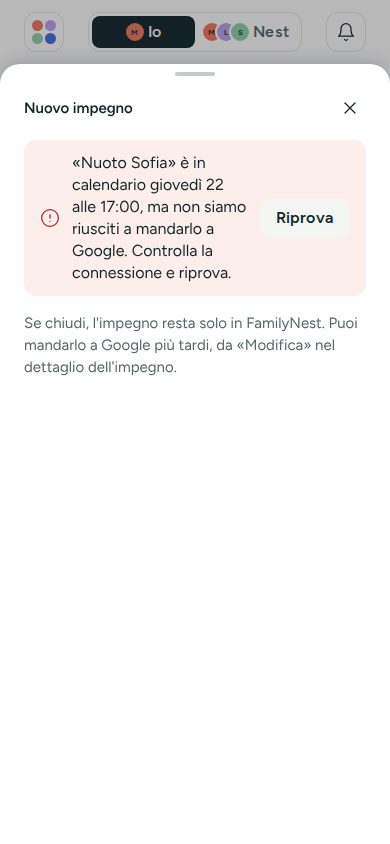 M Io
M L S Nest
Nuovo impegno
«Nuoto Sofia» è in
calendario giovedì 22
alle 17:00, ma non siamo
riusciti a mandarlo a
Google. Controlla la
connessione e riprova.
Riprova
Se chiudi, l'impegno resta solo in FamilyNest. Puoi
mandarlo a Google più tardi, da «Modifica» nel
dettaglio dell'impegno.